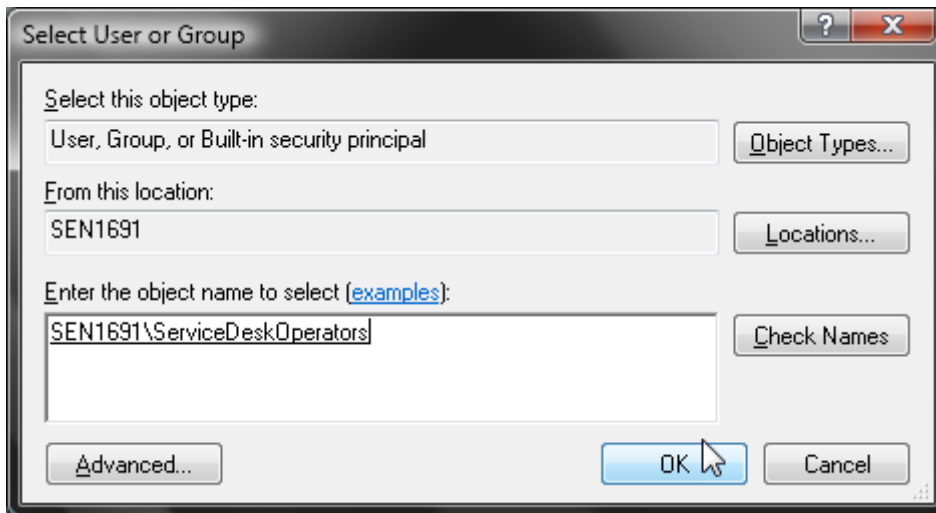 Select User or Group
?
X
Select this object type:
User, Group, or Built-in security principal
Object Types...
From this location:
SEN1691
Locations...
Enter the object name to select (examples):
SEN1691\ServiceDeskOperators
Check Names
Advanced...
OK
Cancel